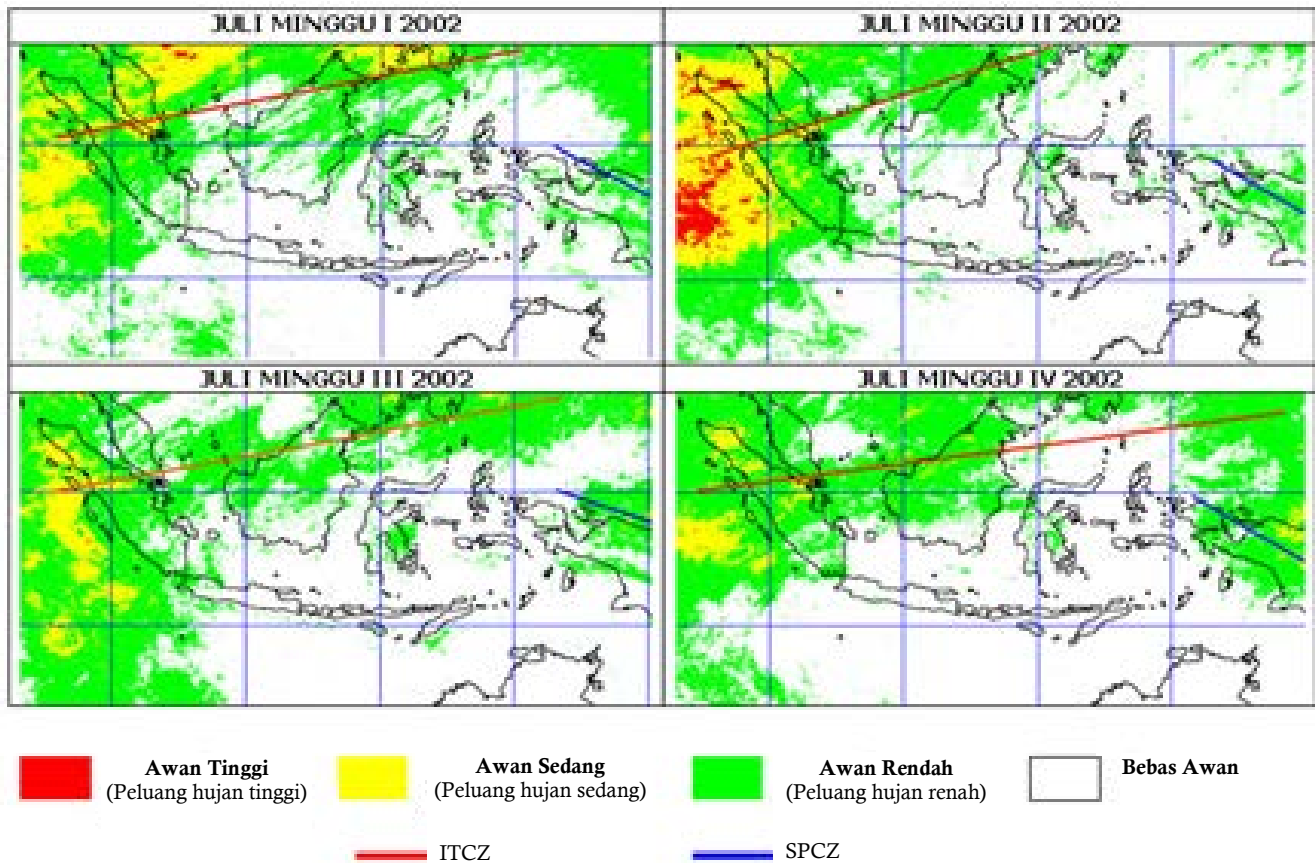 JULI MINGGU I 2002
JULI MINGGU II 2002
JULI MINGGU III 2002
JULI MINGGU IV 2002
Awan Tinggi
(Peluang hujan tinggi)
Awan Sedang
(Peluang hujan sedang)
Awan Rendah
(Peluang hujan renah)
Bebas Awan
ITCZ
SPCZ